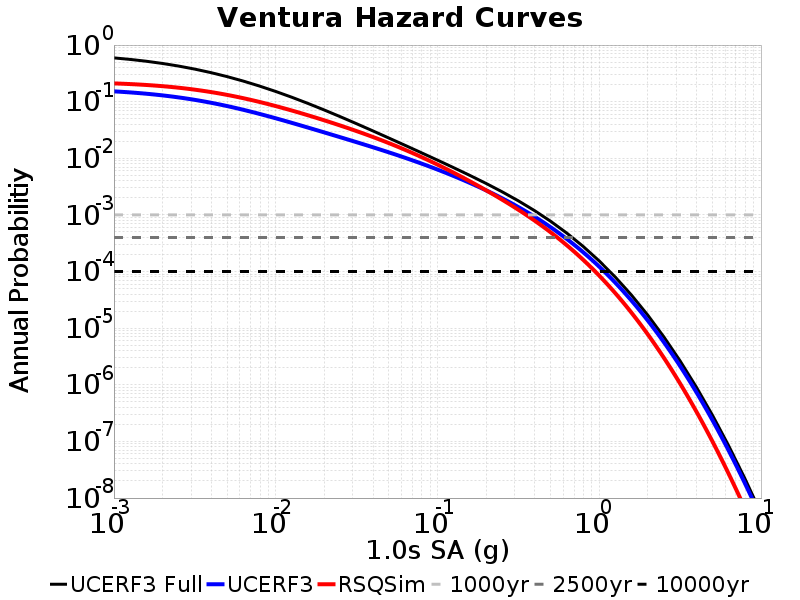 Ventura Hazard Curves
10^0
10^-1
10^-2
10^-3
10^-4
10^-5
10^-6
10^-7
10^-8
Annual Probabilitiy
10^-3 10^-2 10^-1 10^0 10^1
1.0s SA (g)
UCERF3 Full UCERF3 RSQSim 1000yr 2500yr 10000yr